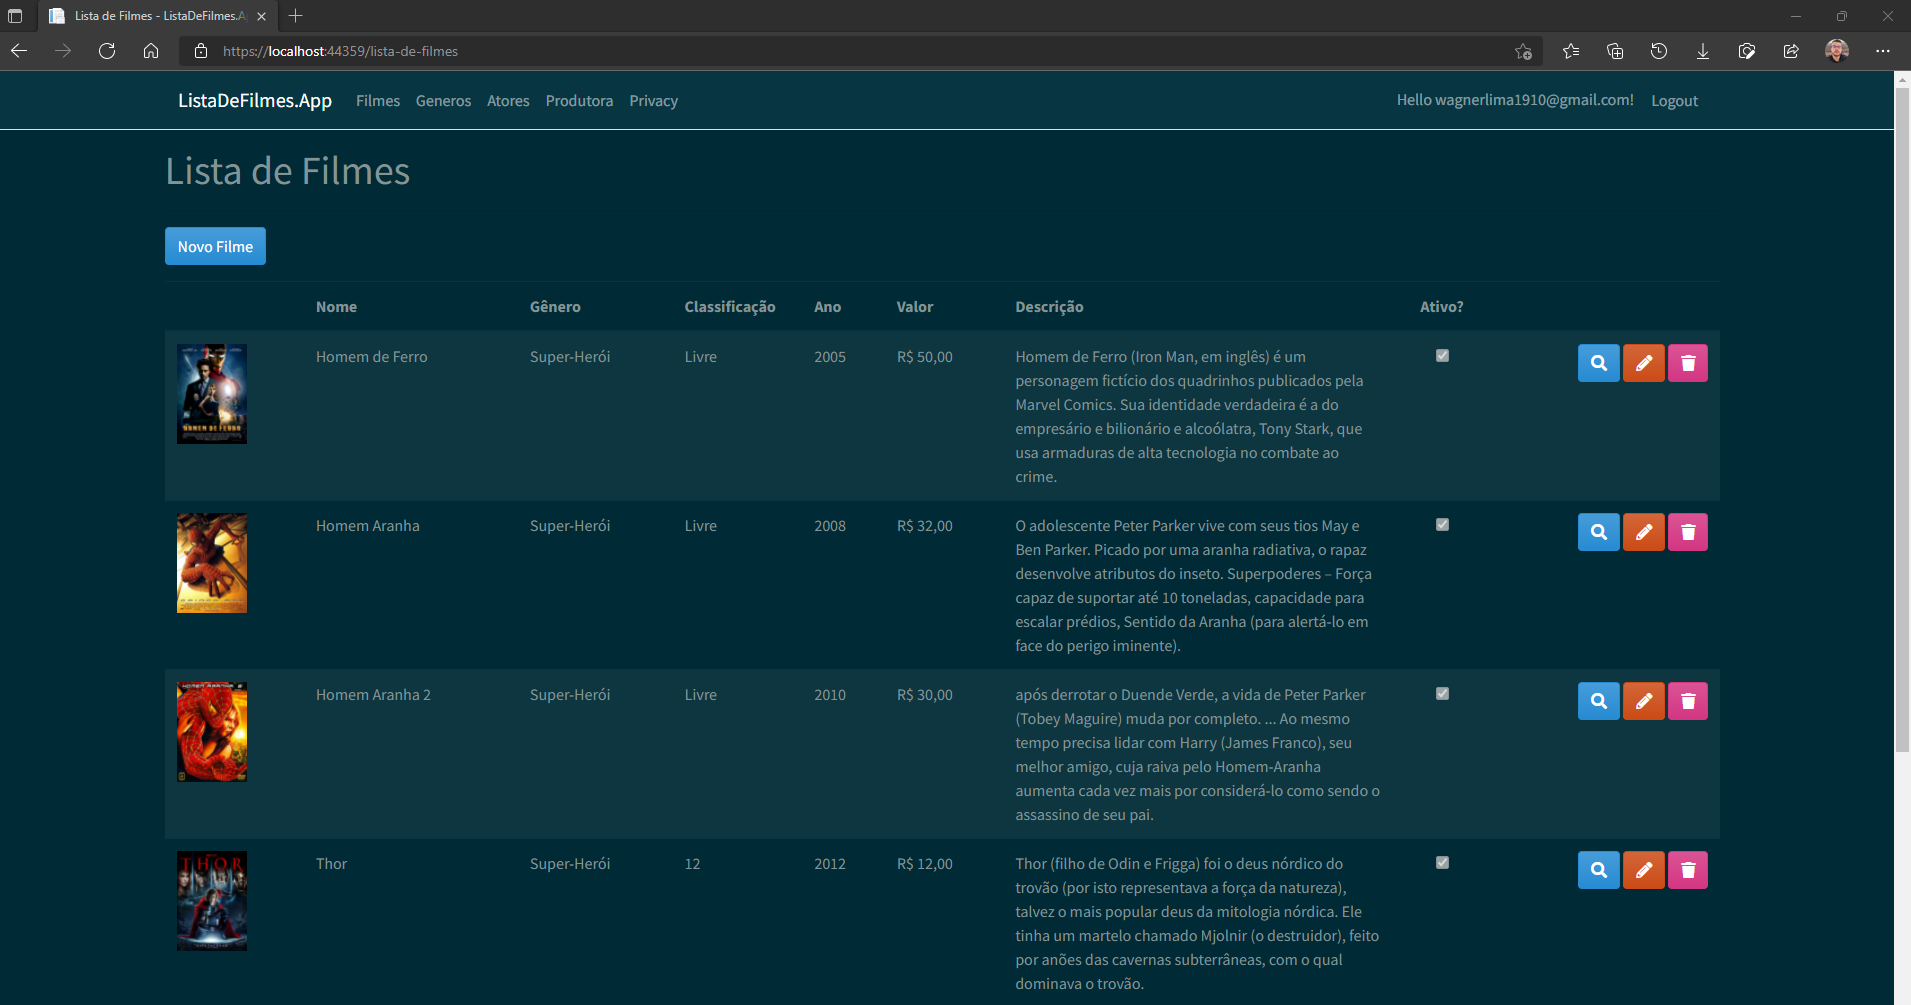 Lista de Filmes - ListaDeFilmes.A
https://localhost:44359/lista-de-filmes
ListaDeFilmes.App Filmes Generos Atores Produtora Privacy Hello wagnerlima1910@gmail.com! Logout
Lista de Filmes
Novo Filme
Nome Gênero Classificação Ano Valor Descrição Ativo?
HOMEM DE FERRO
Homem de Ferro Super-Herói Livre 2005 R$ 50,00 Homem de Ferro (Iron Man, em inglês) é um
personagem fictício dos quadrinhos publicados pela
Marvel Comics. Sua identidade verdadeira é a do
empresário e bilionário e alcoólatra, Tony Stark, que
usa armaduras de alta tecnologia no combate ao
crime.
Homem Aranha Super-Herói Livre 2008 R$ 32,00 O adolescente Peter Parker vive com seus tios May e
Ben Parker. Picado por uma aranha radiativa, o rapaz
desenvolve atributos do inseto. Superpoderes – Força
capaz de suportar até 10 toneladas, capacidade para
escalar prédios, Sentido da Aranha (para alertá-lo em
face do perigo iminente).
Homem Aranha 2 Super-Herói Livre 2010 R$ 30,00 após derrotar o Duende Verde, a vida de Peter Parker
(Tobey Maguire) muda por completo. ... Ao mesmo
tempo precisa lidar com Harry (James Franco), seu
melhor amigo, cuja raiva pelo Homem-Aranha
aumenta cada vez mais por considerá-lo como sendo o
assassino de seu pai.
THOR
Thor Super-Herói 12 2012 R$ 12,00 Thor (filho de Odin e Frigga) foi o deus nórdico do
trovão (por isto representava a força da natureza),
talvez o mais popular deus da mitologia nórdica. Ele
tinha um martelo chamado Mjolnir (o destruidor), feito
por anões das cavernas subterrâneas, com o qual
dominava o trovão.